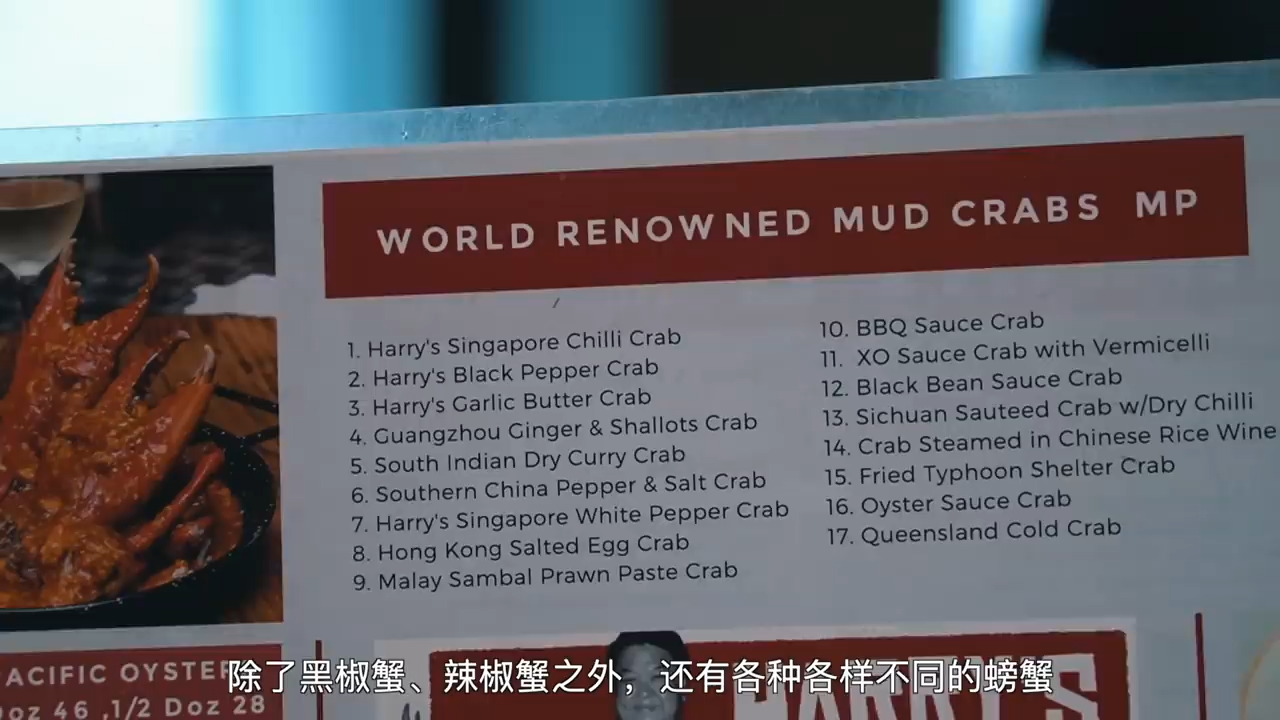 WORLD RENOWNED MUD CRABS MP
1. Harry's Singapore Chilli Crab
2. Harry's Black Pepper Crab
3. Harry's Garlic Butter Crab
4. Guangzhou Ginger & Shallots Crab
5. South Indian Dry Curry Crab
6. Southern China Pepper & Salt Crab
7. Harry's Singapore White Pepper Crab
8. Hong Kong Salted Egg Crab
9. Malay Sambal Prawn Paste Crab
10. BBQ Sauce Crab
11. XO Sauce Crab with Vermicelli
12. Black Bean Sauce Crab
13. Sichuan Sauteed Crab w/Dry Chilli
14. Crab Steamed in Chinese Rice Wine
15. Fried Typhoon Shelter Crab
16. Oyster Sauce Crab
17. Queensland Cold Crab
ACIFIC OYSTER
oz 46 ,1/2 Doz 28
HARRY'S
除了黑椒蟹、辣椒蟹之外，还有各种各样不同的螃蟹